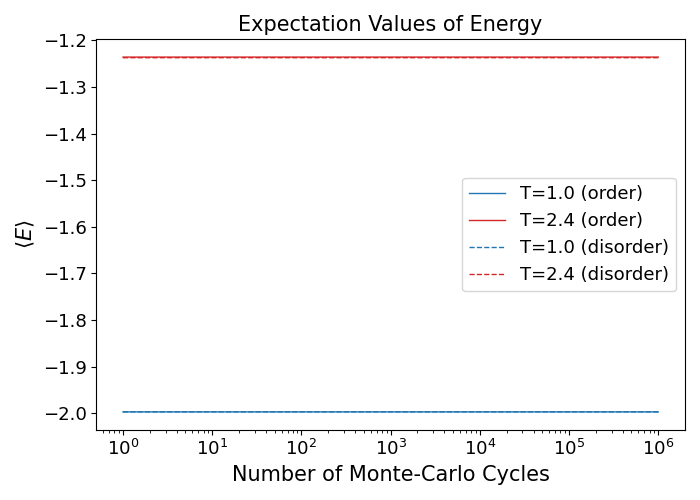 Expectation Values of Energy
−1.2
−1.3
−1.4
−1.5
−1.6
−1.7
−1.8
−1.9
−2.0
⟨E⟩
T=1.0 (order)
T=2.4 (order)
T=1.0 (disorder)
T=2.4 (disorder)
10⁰ 10¹ 10² 10³ 10⁴ 10⁵ 10⁶
Number of Monte-Carlo Cycles